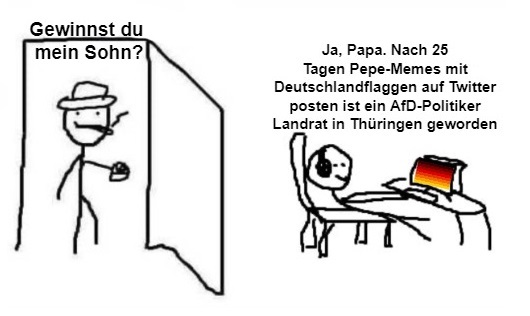 Gewinnst du
mein Sohn?
Ja, Papa. Nach 25
Tagen Pepe-Memes mit
Deutschlandflaggen auf Twitter
posten ist ein AfD-Politiker
Landrat in Thüringen geworden